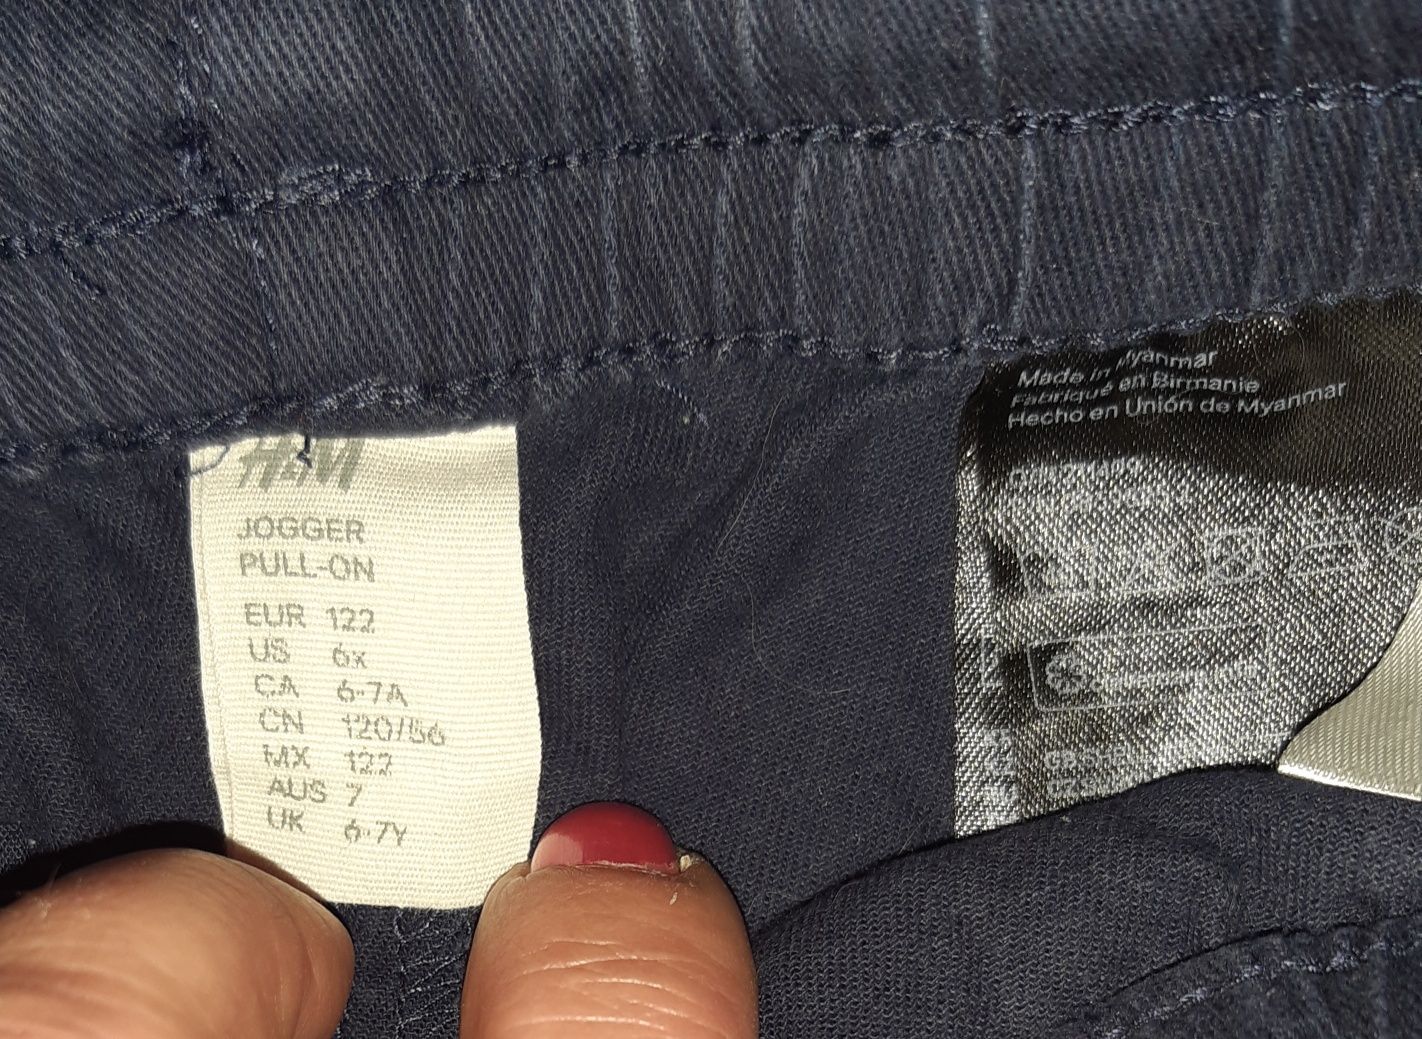 H&M
JOGGER
PULL-ON
EUR 122
US 6x
CA 6-7A
CN 120/56
MX 122
AUS 7
UK 6-7Y
Made in Myanmar
Fabriqué en Birmanie
Hecho en Unión de Myanmar